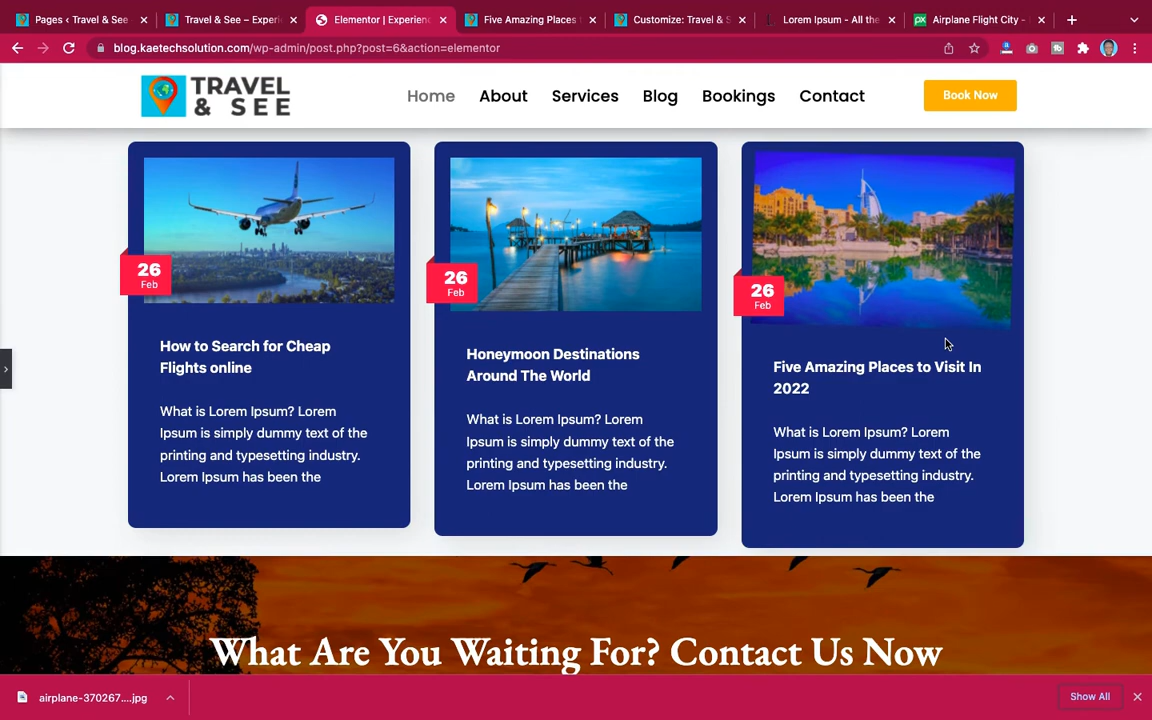 Pages ‹ Travel & See
Travel & See – Experi
Elementor | Experienc
Five Amazing Places
Customize: Travel & S
Lorem Ipsum - All the
px
Airplane Flight City -
blog.kaetechsolution.com/wp-admin/post.php?post=6&action=elementor
TRAVEL
& SEE
Home
About
Services
Blog
Bookings
Contact
Book Now
26
Feb
How to Search for Cheap
Flights online
What is Lorem Ipsum? Lorem
Ipsum is simply dummy text of the
printing and typesetting industry.
Lorem Ipsum has been the
26
Feb
Honeymoon Destinations
Around The World
What is Lorem Ipsum? Lorem
Ipsum is simply dummy text of the
printing and typesetting industry.
Lorem Ipsum has been the
26
Feb
Five Amazing Places to Visit In
2022
What is Lorem Ipsum? Lorem
Ipsum is simply dummy text of the
printing and typesetting industry.
Lorem Ipsum has been the
What Are You Waiting For? Contact Us Now
airplane-370267....jpg
Show All